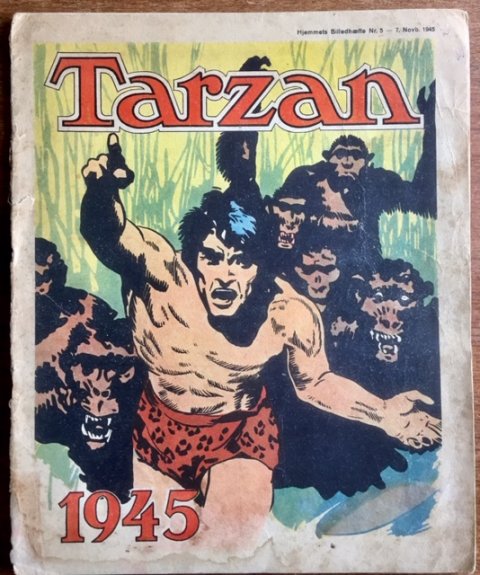 Hjemmets Billedhæfte Nr. 5 — 7. Novb. 1945
Tarzan
1945